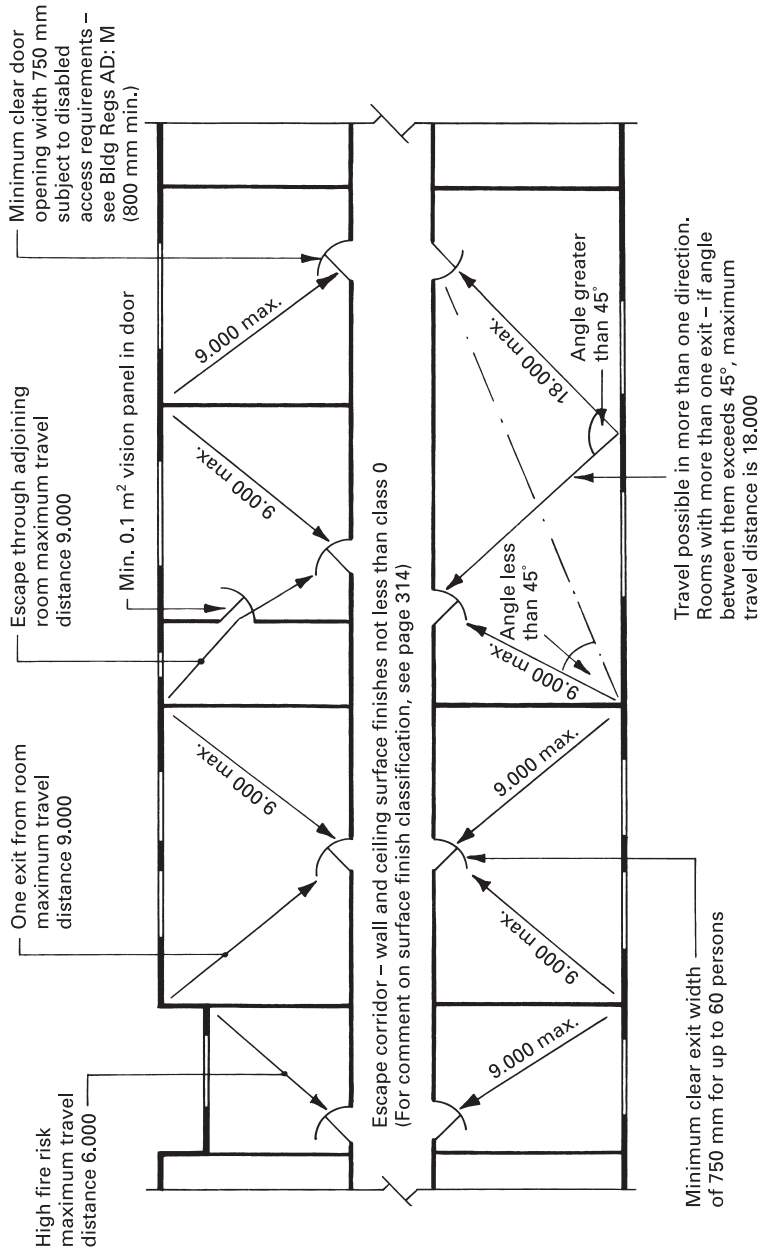 High fire risk
maximum travel
distance 6.000
One exit from room
maximum travel
distance 9.000
Escape through adjoining
room maximum travel
distance 9.000
Min. 0.1 m² vision panel in door
Minimum clear door
opening width 750 mm
subject to disabled
access requirements –
see Bldg Regs AD: M
(800 mm min.)
9.000 max.
9.000 max.
9.000 max.
Escape corridor – wall and ceiling surface finishes not less than class 0
(For comment on surface finish classification, see page 314)
9.000 max.
9.000 max.
9.000 max.
9.000 max.
Angle less
than 45°
18.000 max.
Angle greater
than 45°
Minimum clear exit width
of 750 mm for up to 60 persons
Travel possible in more than one direction.
Rooms with more than one exit – if angle
between them exceeds 45°, maximum
travel distance is 18.000